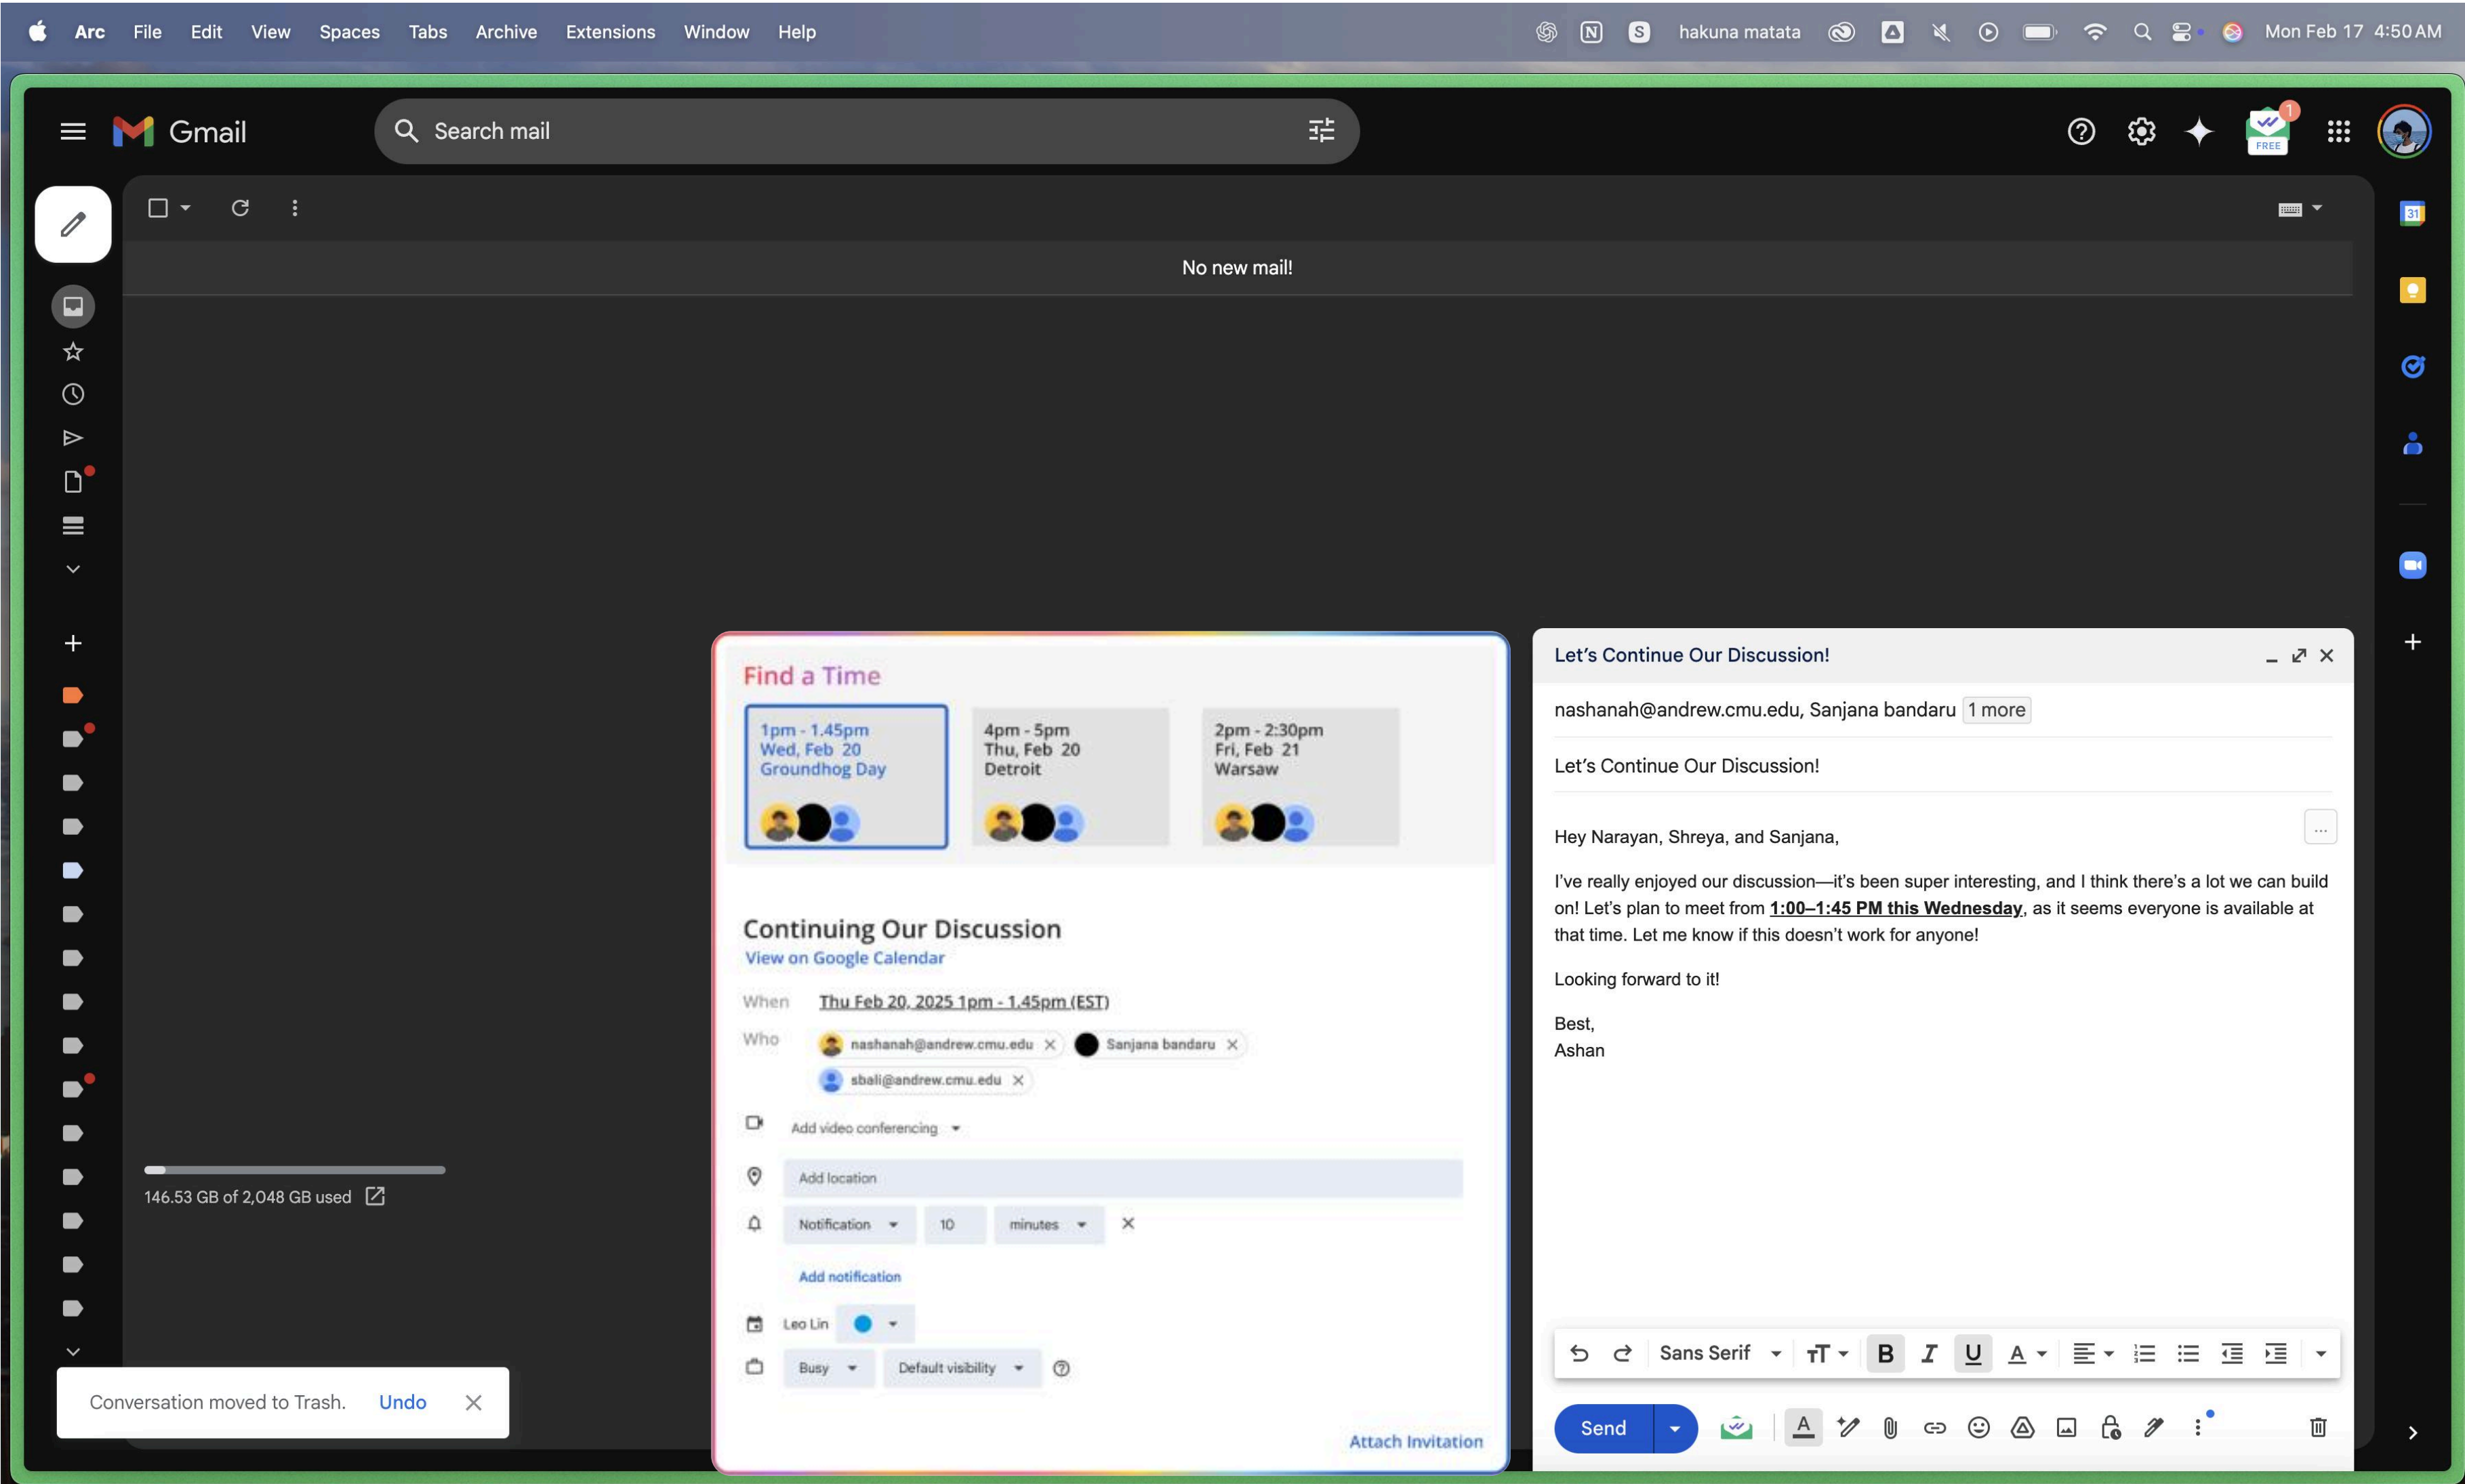 Arc File Edit View Spaces Tabs Archive Extensions Window Help hakuna matata Mon Feb 17 4:50 AM
Gmail
Search mail
1
FREE
31
No new mail!
Find a Time
1pm - 1.45pm
Wed, Feb 20
Groundhog Day
4pm - 5pm
Thu, Feb 20
Detroit
2pm - 2:30pm
Fri, Feb 21
Warsaw
Continuing Our Discussion
View on Google Calendar
When Thu Feb 20, 2025 1pm - 1.45pm (EST)
Who nashanah@andrew.cmu.edu Sanjana bandaru
sbali@andrew.cmu.edu
Add video conferencing
Add location
Notification 10 minutes
Add notification
Leo Lin
Busy Default visibility
Attach Invitation
Let’s Continue Our Discussion!
nashanah@andrew.cmu.edu, Sanjana bandaru 1 more
Let’s Continue Our Discussion!
...
Hey Narayan, Shreya, and Sanjana,
I’ve really enjoyed our discussion—it’s been super interesting, and I think there’s a lot we can build
on! Let’s plan to meet from 1:00–1:45 PM this Wednesday, as it seems everyone is available at
that time. Let me know if this doesn’t work for anyone!
Looking forward to it!
Best,
Ashan
Sans Serif
Send
146.53 GB of 2,048 GB used
Conversation moved to Trash. Undo